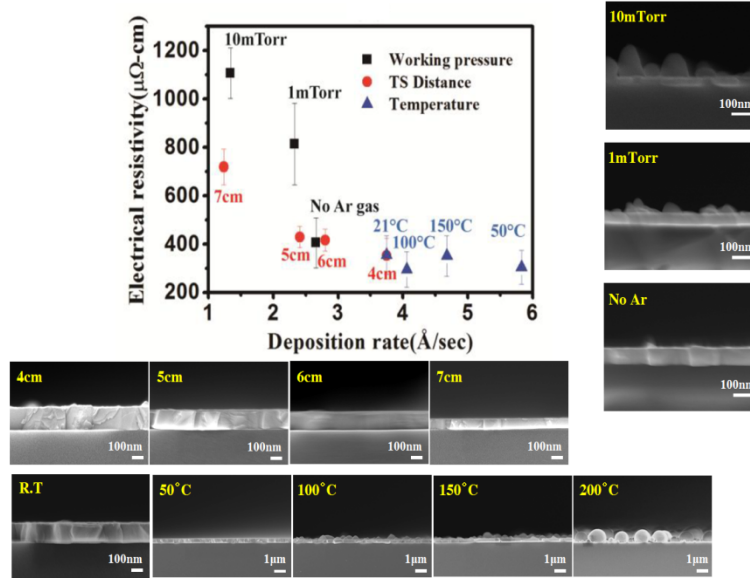 10mTorr
1200
1000
800
600
400
200
Electrical resistivity(μΩ-cm)
10mTorr
1mTorr
7cm
No Ar gas
5cm
6cm
4cm
21°C
100°C
150°C
50°C
Working pressure
TS Distance
Temperature
1 2 3 4 5 6
Deposition rate(Å/sec)
100nm
1mTorr
100nm
No Ar
100nm
4cm
100nm
5cm
100nm
6cm
100nm
7cm
100nm
R.T
100nm
50°C
1μm
100°C
1μm
150°C
1μm
200°C
1μm